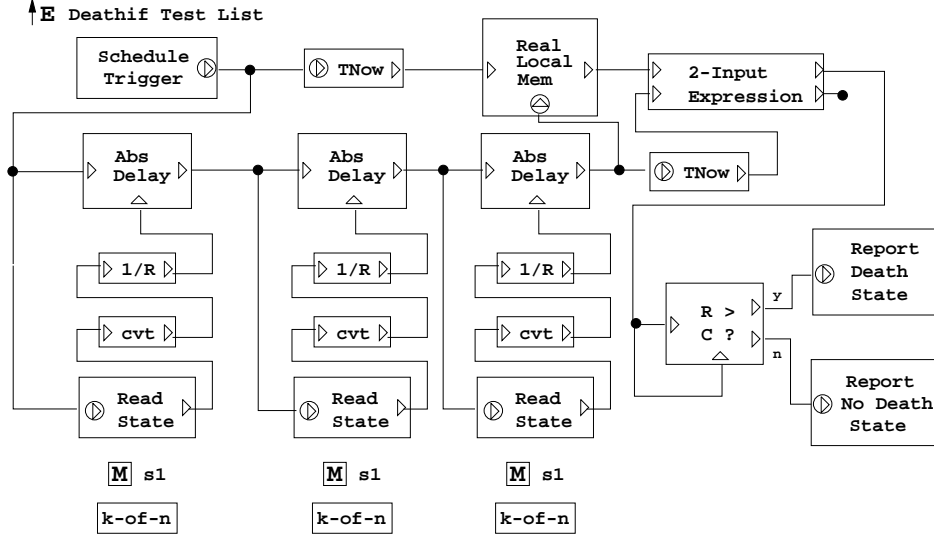 E Deathif Test List
Schedule
Trigger
TNow
Real
Local
Mem
2-Input
Expression
Abs
Delay
Abs
Delay
Abs
Delay
TNow
1/R
1/R
1/R
cvt
cvt
cvt
R >
C ?
y
n
Report
Death
State
Report
No Death
State
Read
State
Read
State
Read
State
M s1
M s1
M s1
k-of-n
k-of-n
k-of-n